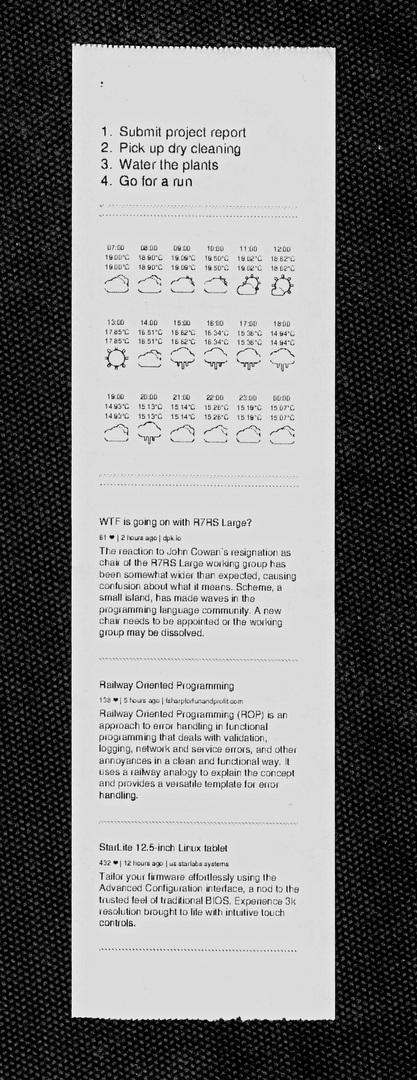 1. Submit project report
2. Pick up dry cleaning
3. Water the plants
4. Go for a run
07:00 08:00 09:00 10:00 11:00 12:00
19.00°C 18.90°C 19.09°C 19.50°C 19.02°C 18.62°C
19.00°C 18.90°C 19.09°C 19.50°C 19.02°C 18.62°C
13:00 14:00 15:00 16:00 17:00 18:00
17.85°C 16.51°C 16.62°C 16.34°C 15.36°C 14.94°C
17.85°C 16.51°C 16.62°C 16.34°C 15.36°C 14.94°C
19:00 20:00 21:00 22:00 23:00 00:00
14.93°C 15.13°C 15.14°C 15.26°C 15.19°C 15.07°C
14.93°C 15.13°C 15.14°C 15.26°C 15.19°C 15.07°C
WTF is going on with R7RS Large?
61 ♥ | 2 hours ago | dpk.io
The reaction to John Cowan's resignation as
chair of the R7RS Large working group has
been somewhat wider than expected, causing
confusion about what it means. Scheme, a
small island, has made waves in the
programming language community. A new
chair needs to be appointed or the working
group may be dissolved.
Railway Oriented Programming
138 ♥ | 5 hours ago | fsharpforfunandprofit.com
Railway Oriented Programming (ROP) is an
approach to error handling in functional
programming that deals with validation,
logging, network and service errors, and other
annoyances in a clean and functional way. It
uses a railway analogy to explain the concept
and provides a versatile template for error
handling.
StarLite 12.5-inch Linux tablet
432 ♥ | 12 hours ago | us.starlabs.systems
Tailor your firmware effortlessly using the
Advanced Configuration interface, a nod to the
trusted feel of traditional BIOS. Experience 3k
resolution brought to life with intuitive touch
controls.